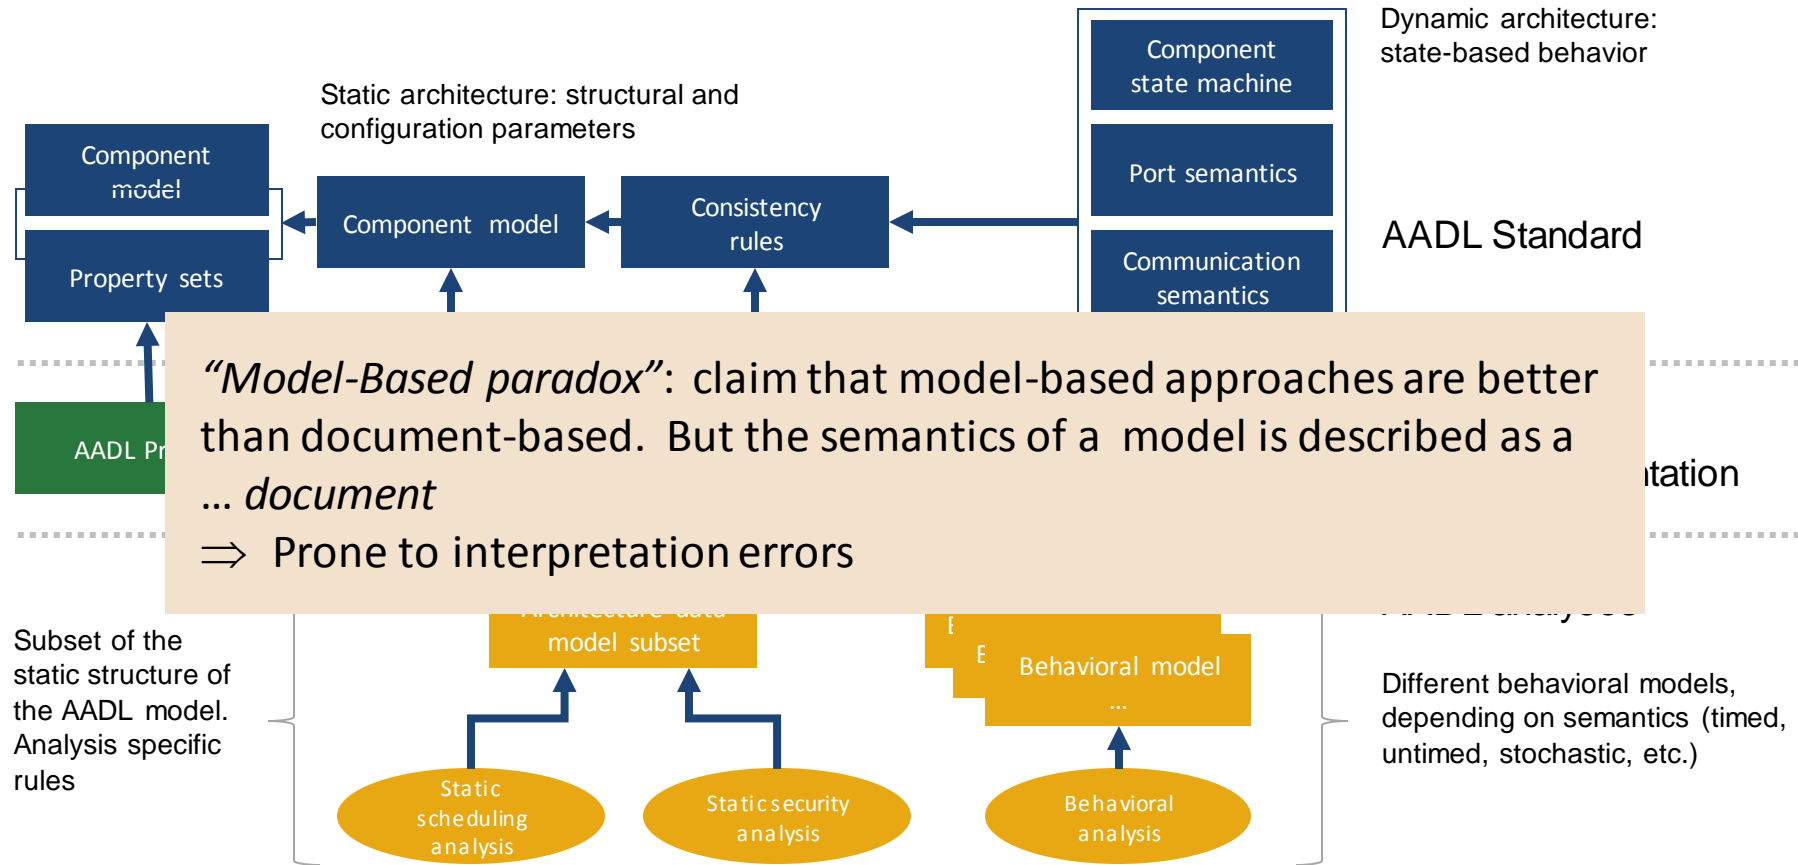 Dynamic architecture:
state-based behavior
Component
state machine
Static architecture: structural and
configuration parameters
Component
model
Port semantics
Component model
Consistency
rules
AADL Standard
Property sets
Communication
semantics
“Model-Based paradox”: claim that model-based approaches are better
than document-based. But the semantics of a model is described as a
... document
⇒ Prone to interpretation errors
AADL Pr
ntation
model subset
Behavioral model
...
Subset of the
static structure of
the AADL model.
Analysis specific
rules
Different behavioral models,
depending on semantics (timed,
untimed, stochastic, etc.)
Static
scheduling
analysis
Static security
analysis
Behavioral
analysis